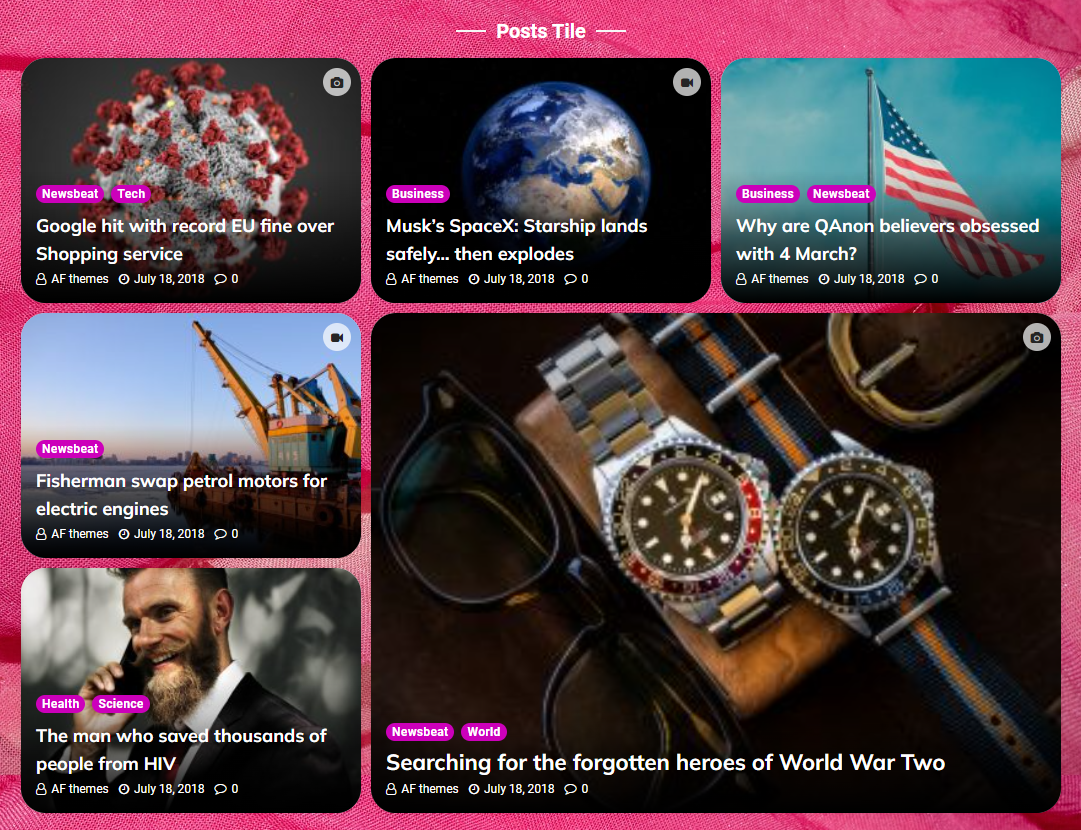 Posts Tile
Newsbeat Tech
Google hit with record EU fine over
Shopping service
AF themes July 18, 2018 0
Business
Musk's SpaceX: Starship lands
safely... then explodes
AF themes July 18, 2018 0
Business Newsbeat
Why are QAnon believers obsessed
with 4 March?
AF themes July 18, 2018 0
Newsbeat
Fisherman swap petrol motors for
electric engines
AF themes July 18, 2018 0
Health Science
The man who saved thousands of
people from HIV
AF themes July 18, 2018 0
Newsbeat World
Searching for the forgotten heroes of World War Two
AF themes July 18, 2018 0